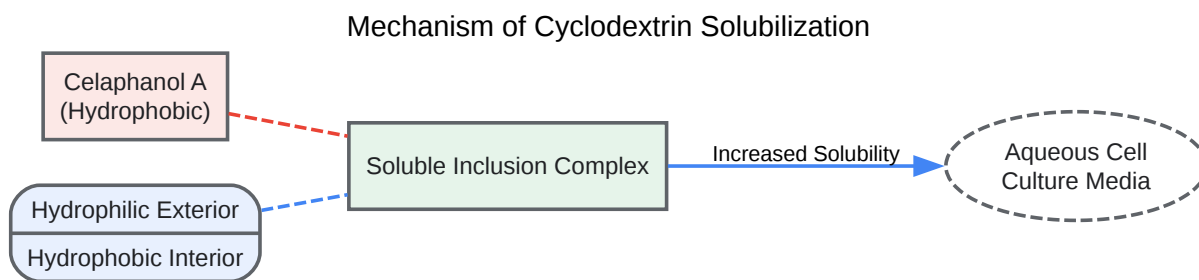 Mechanism of Cyclodextrin Solubilization
Celaphanol A
(Hydrophobic)
Hydrophilic Exterior
Hydrophobic Interior
Soluble Inclusion Complex
Increased Solubility
Aqueous Cell
Culture Media